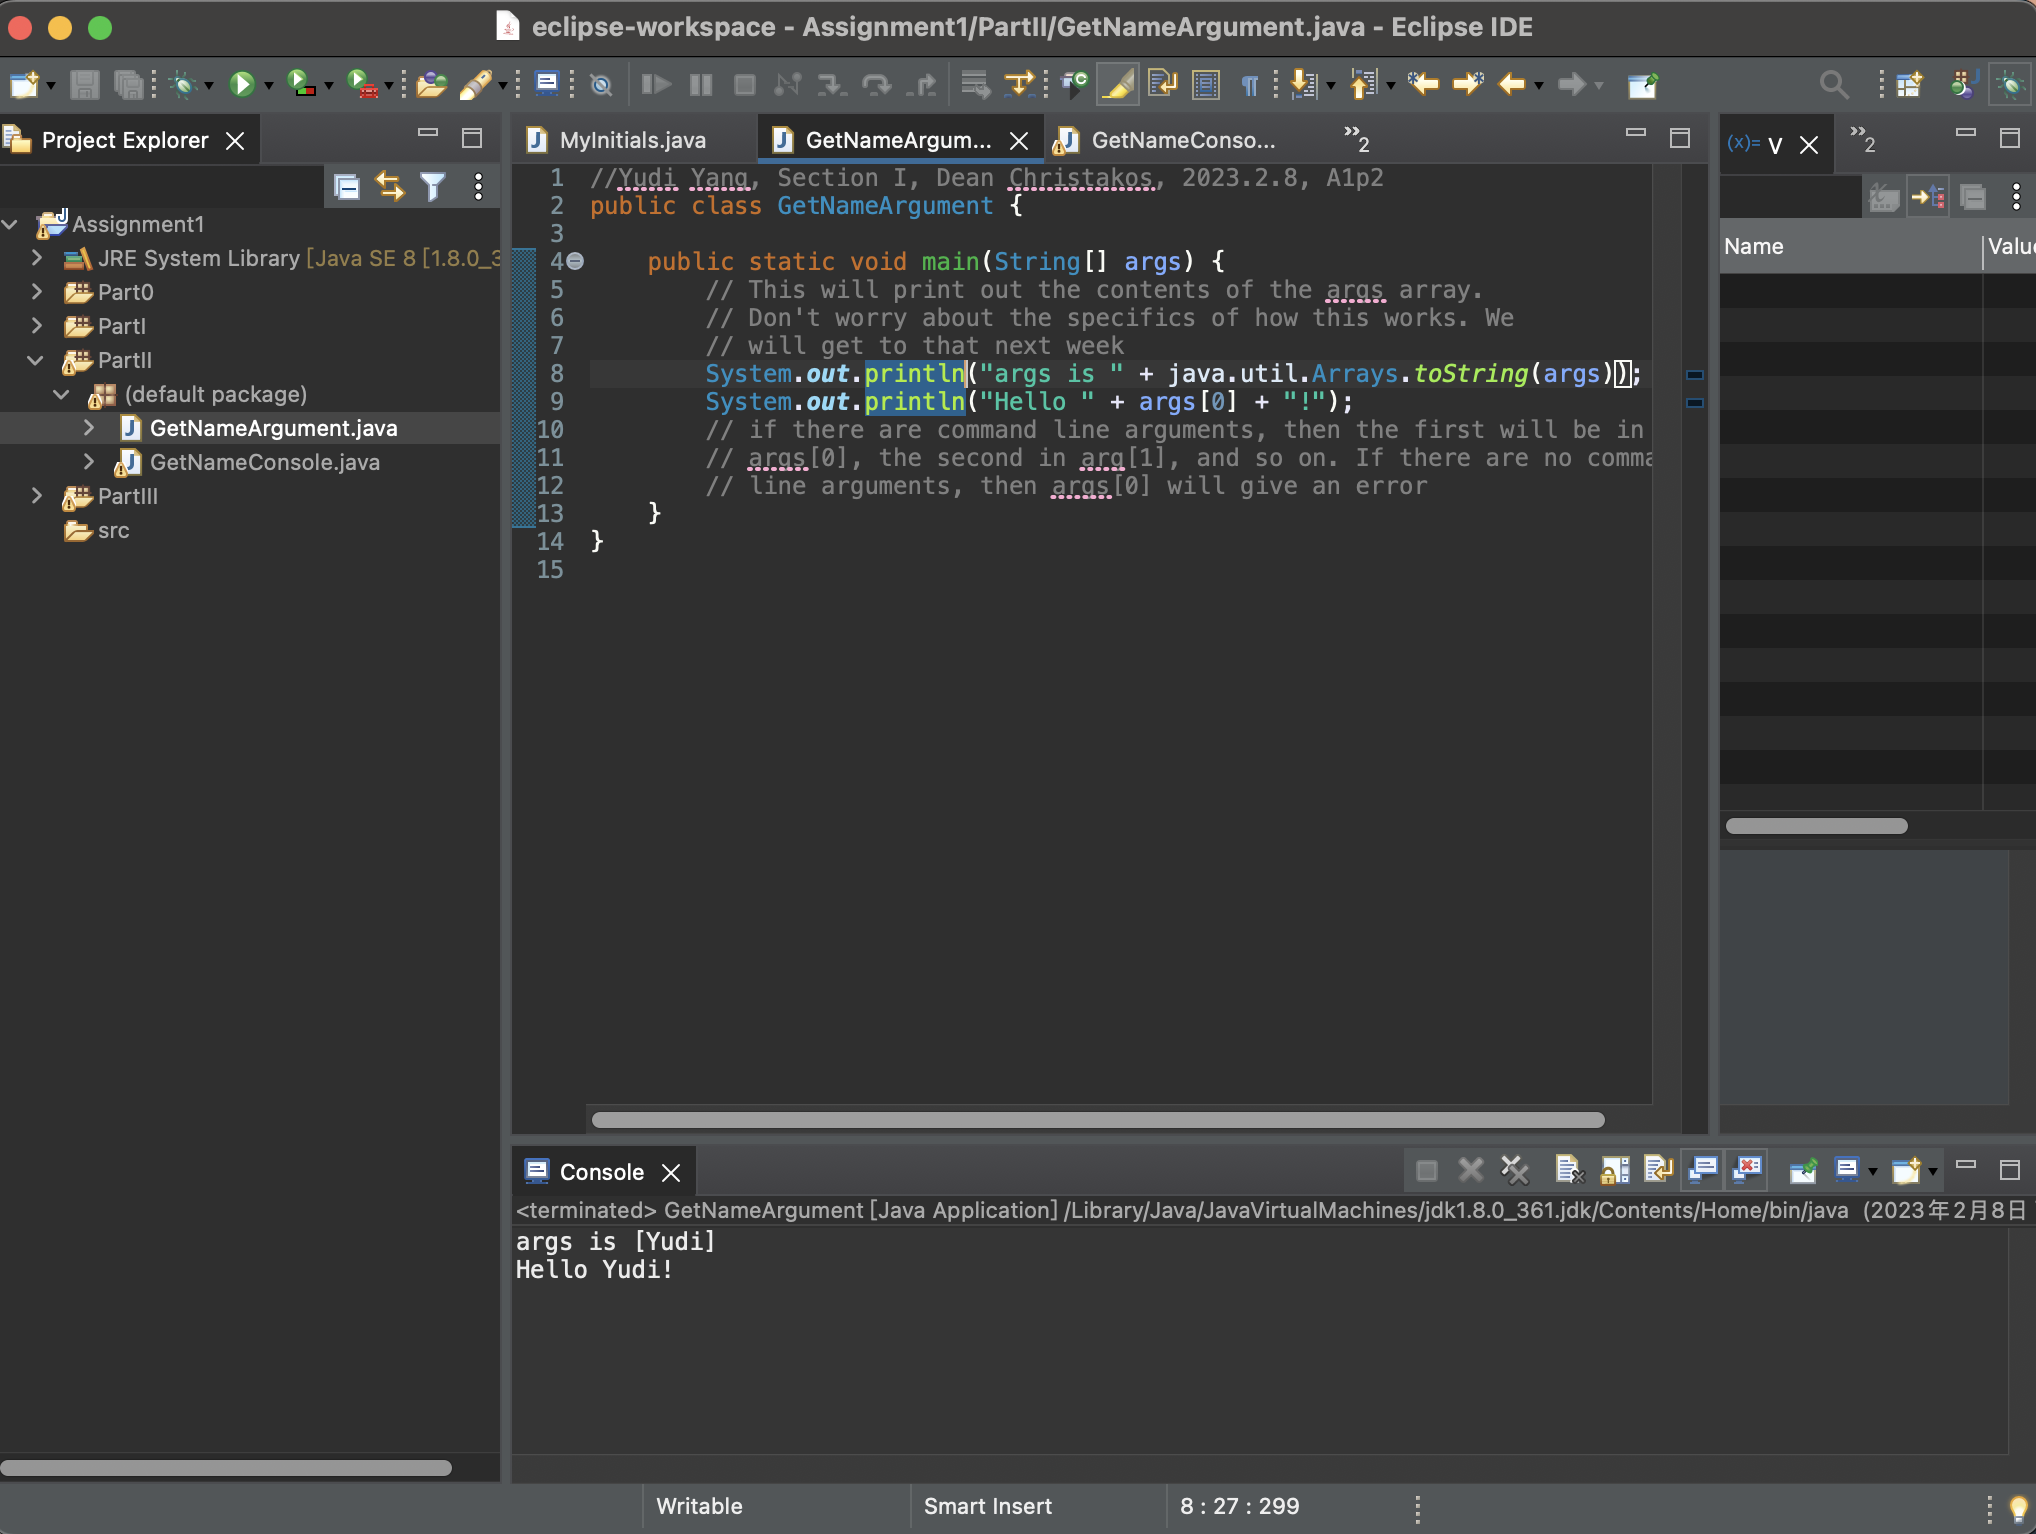 eclipse-workspace - Assignment1/PartII/GetNameArgument.java - Eclipse IDE
Project Explorer
Assignment1
JRE System Library [Java SE 8 [1.8.0_3
Part0
PartI
PartII
(default package)
GetNameArgument.java
GetNameConsole.java
PartIII
src
MyInitials.java
GetNameArgum...
GetNameConso...
»2
1 //Yudi Yang, Section I, Dean Christakos, 2023.2.8, A1p2
2 public class GetNameArgument {
3
4 public static void main(String[] args) {
5 // This will print out the contents of the args array.
6 // Don't worry about the specifics of how this works. We
7 // will get to that next week
8 System.out.println("args is " + java.util.Arrays.toString(args));
9 System.out.println("Hello " + args[0] + "!");
10 // if there are command line arguments, then the first will be in
11 // args[0], the second in arg[1], and so on. If there are no comma
12 // line arguments, then args[0] will give an error
13 }
14 }
15
(x)= V
»2
Name Value
Console
<terminated> GetNameArgument [Java Application] /Library/Java/JavaVirtualMachines/jdk1.8.0_361.jdk/Contents/Home/bin/java (2023年2月8日
args is [Yudi]
Hello Yudi!
Writable
Smart Insert
8 : 27 : 299